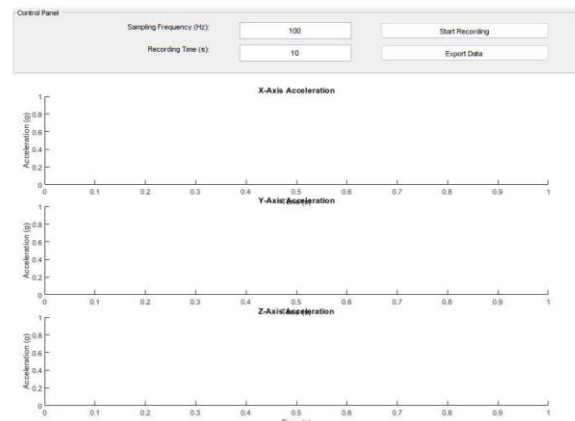 Control Panel
Sampling Frequency (Hz): 100 Start Recording
Recording Time (s): 10 Export Data
X-Axis Acceleration
Acceleration (g)
1
0.8
0.6
0.4
0.2
0
0 0.1 0.2 0.3 0.4 0.5 0.6 0.7 0.8 0.9 1
Y-Axis Acceleration
Acceleration (g)
1
0.8
0.6
0.4
0.2
0
0 0.1 0.2 0.3 0.4 0.5 0.6 0.7 0.8 0.9 1
Z-Axis Acceleration
Acceleration (g)
1
0.8
0.6
0.4
0.2
0
0 0.1 0.2 0.3 0.4 0.5 0.6 0.7 0.8 0.9 1